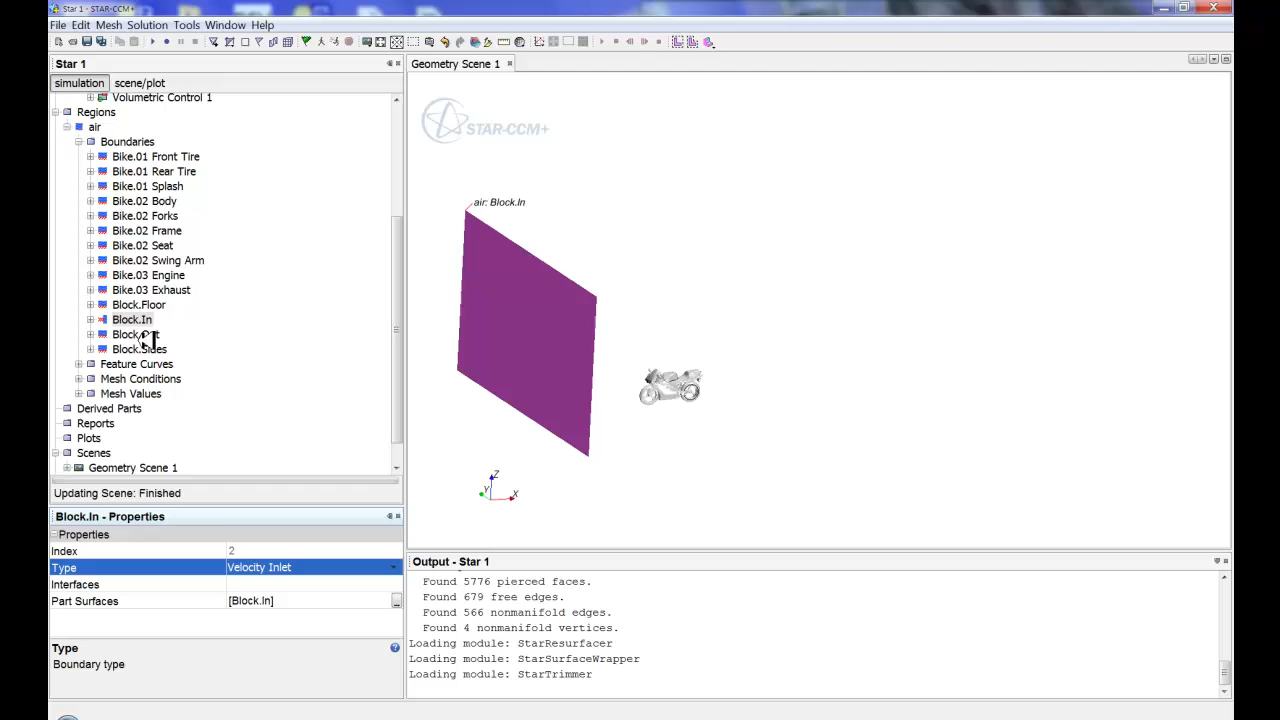 Star 1 - STAR-CCM+
File Edit Mesh Solution Tools Window Help
Star 1
Geometry Scene 1
simulation scene/plot
Volumetric Control 1
Regions
air
Boundaries
Bike.01 Front Tire
Bike.01 Rear Tire
Bike.01 Splash
Bike.02 Body
Bike.02 Forks
Bike.02 Frame
Bike.02 Seat
Bike.02 Swing Arm
Bike.03 Engine
Bike.03 Exhaust
Block.Floor
Block.In
Block.Sides
Feature Curves
Mesh Conditions
Mesh Values
Derived Parts
Reports
Plots
Scenes
Geometry Scene 1
Updating Scene: Finished
Block.In - Properties
Properties
Index 2
Type Velocity Inlet
Interfaces
Part Surfaces [Block.In]
Type
Boundary type
STAR-CCM+
air: Block.In
Z
Y
X
Output - Star 1
Found 5776 pierced faces.
Found 679 free edges.
Found 566 nonmanifold edges.
Found 4 nonmanifold vertices.
Loading module: StarResurfacer
Loading module: StarSurfaceWrapper
Loading module: StarTrimmer